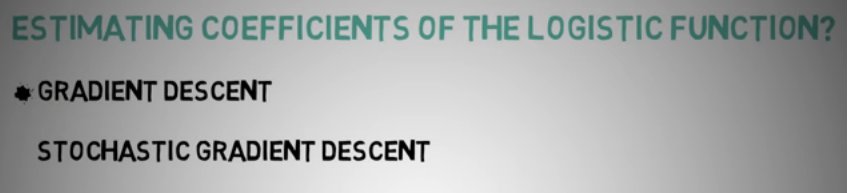 ESTIMATING COEFFICIENTS OF THE LOGISTIC FUNCTION?
GRADIENT DESCENT
STOCHASTIC GRADIENT DESCENT